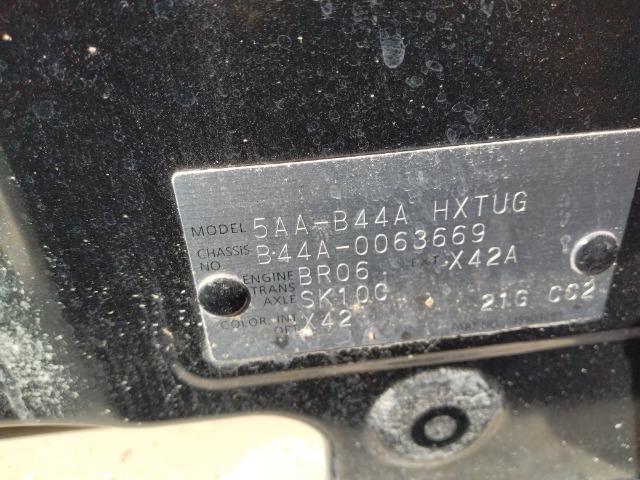 MODEL 5AA-B44A HXTUG
CHASSIS NO. B44A-0063669
ENGINE BR06 EXT X42A
TRANS AXLE SK10C 21G CC2
COLOR INT X42
OPT